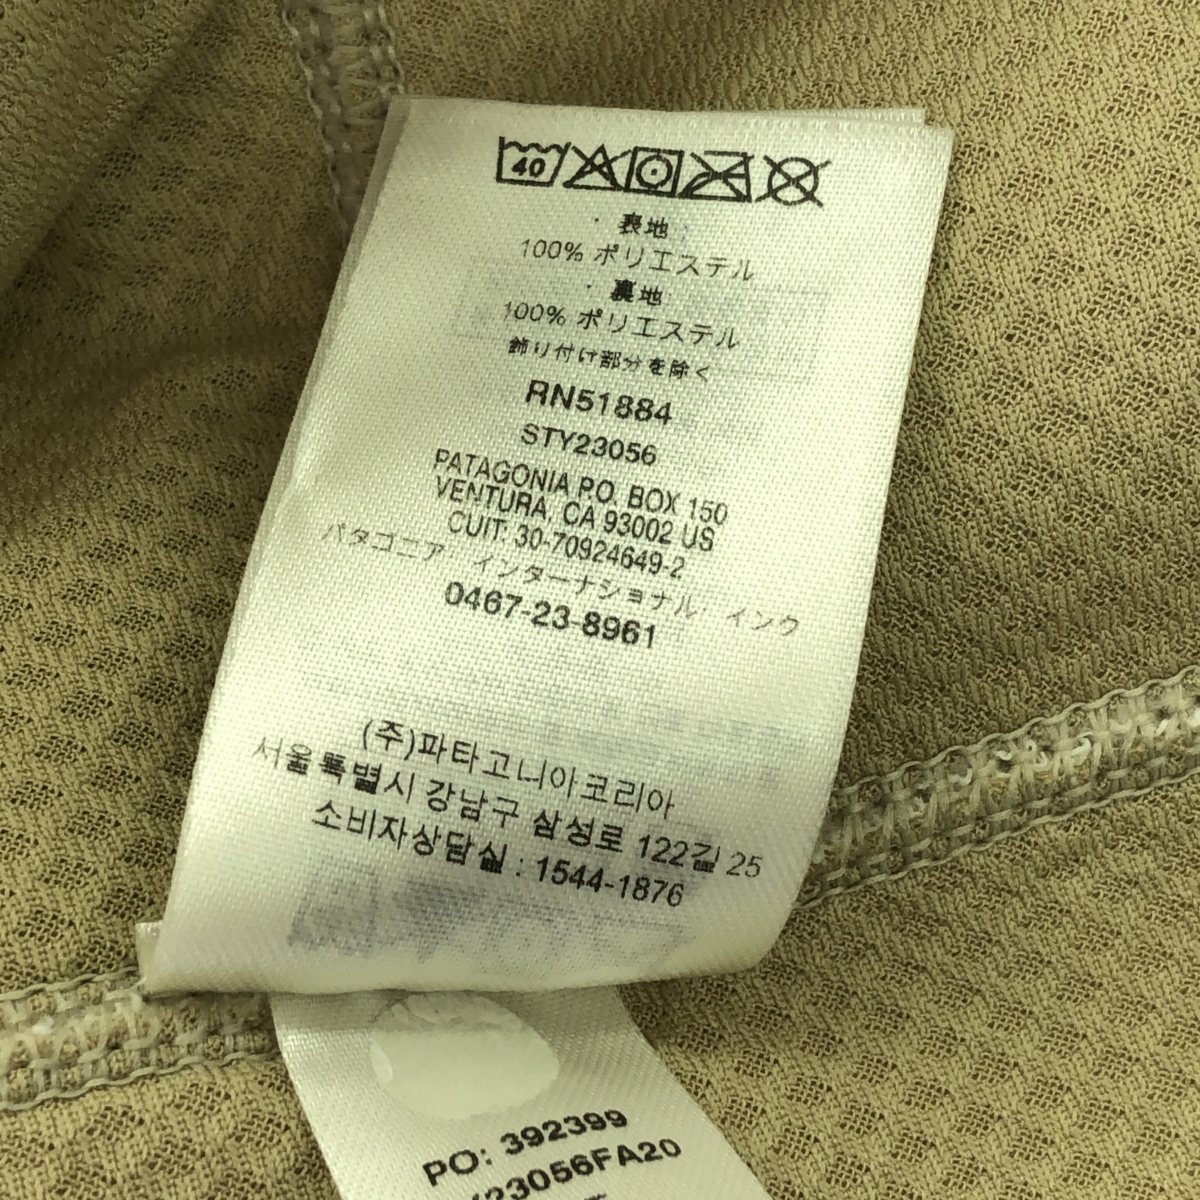 40
・表地:
100% ポリエステル
・裏地
100% ポリエステル
飾り付け部分を除く
RN51884
STY23056
PATAGONIA P.O. BOX 150
VENTURA, CA 93002 US
CUIT: 30-70924649-2
パタゴニア・インターナショナル・インク
0467-23-8961
(주)파타고니아코리아
서울특별시 강남구 삼성로 122길 25
소비자상담실 : 1544-1876
PO: 392399
Y23056FA20